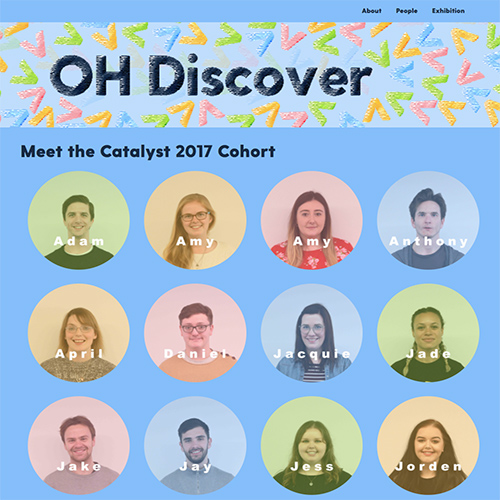 About People Exhibition
OH Discover
Meet the Catalyst 2017 Cohort
Adam Amy Amy Anthony
April Daniel Jacquie Jade
Jake Jay Jess Jorden